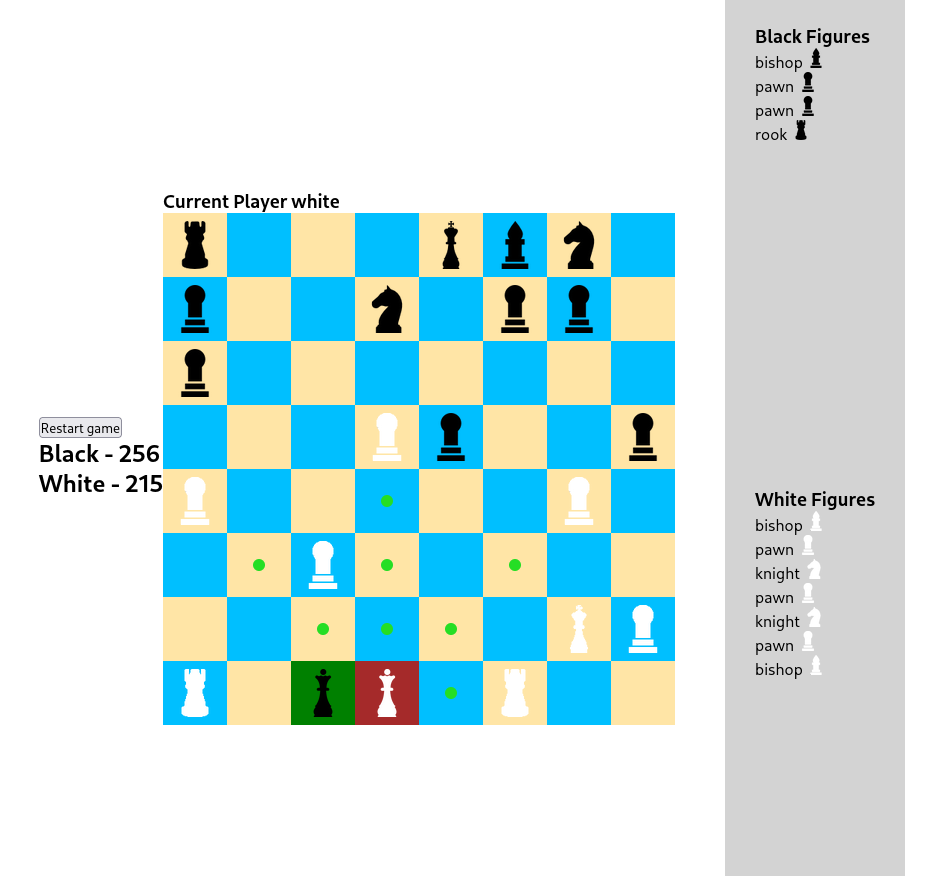 Current Player white
Restart game
Black - 256
White - 215
Black Figures
bishop
pawn
pawn
rook
White Figures
bishop
pawn
knight
pawn
knight
pawn
bishop